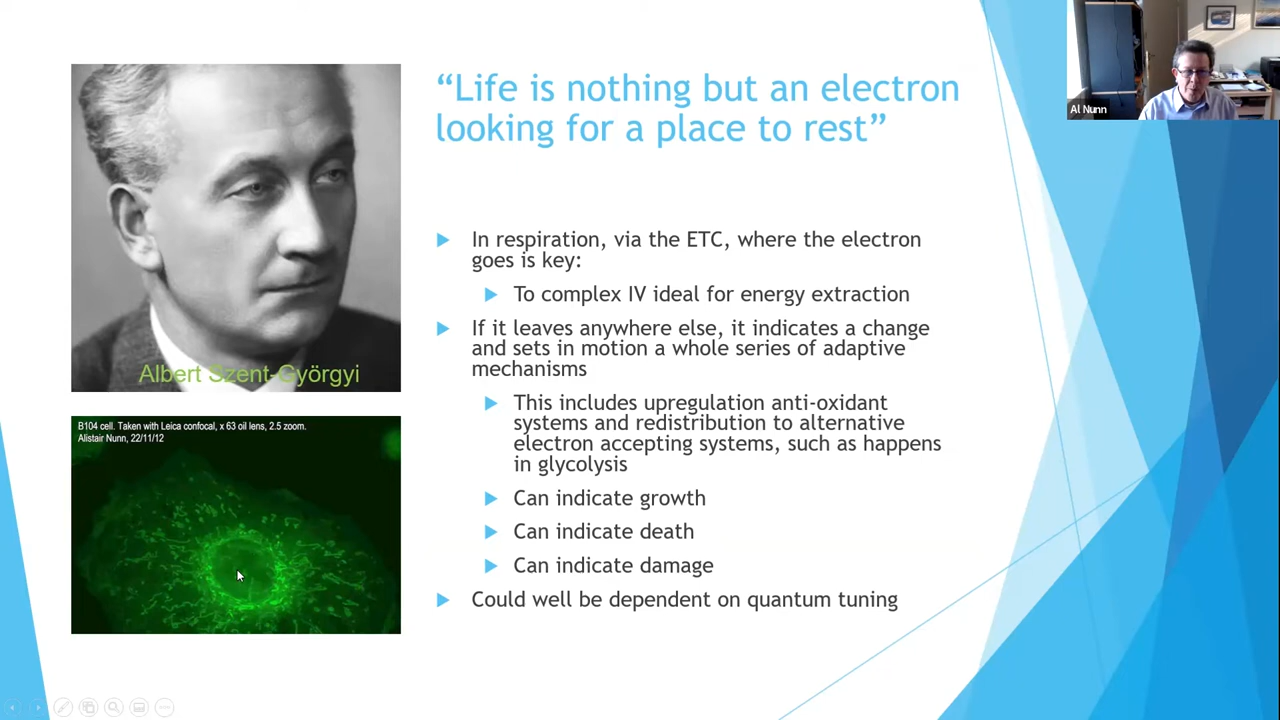 “Life is nothing but an electron
looking for a place to rest”
Al Nunn
Albert Szent-Györgyi
B104 cell. Taken with Leica confocal, x 63 oil lens, 2.5 zoom.
Alistair Nunn, 22/11/12
In respiration, via the ETC, where the electron
goes is key:
To complex IV ideal for energy extraction
If it leaves anywhere else, it indicates a change
and sets in motion a whole series of adaptive
mechanisms
This includes upregulation anti-oxidant
systems and redistribution to alternative
electron accepting systems, such as happens
in glycolysis
Can indicate growth
Can indicate death
Can indicate damage
Could well be dependent on quantum tuning